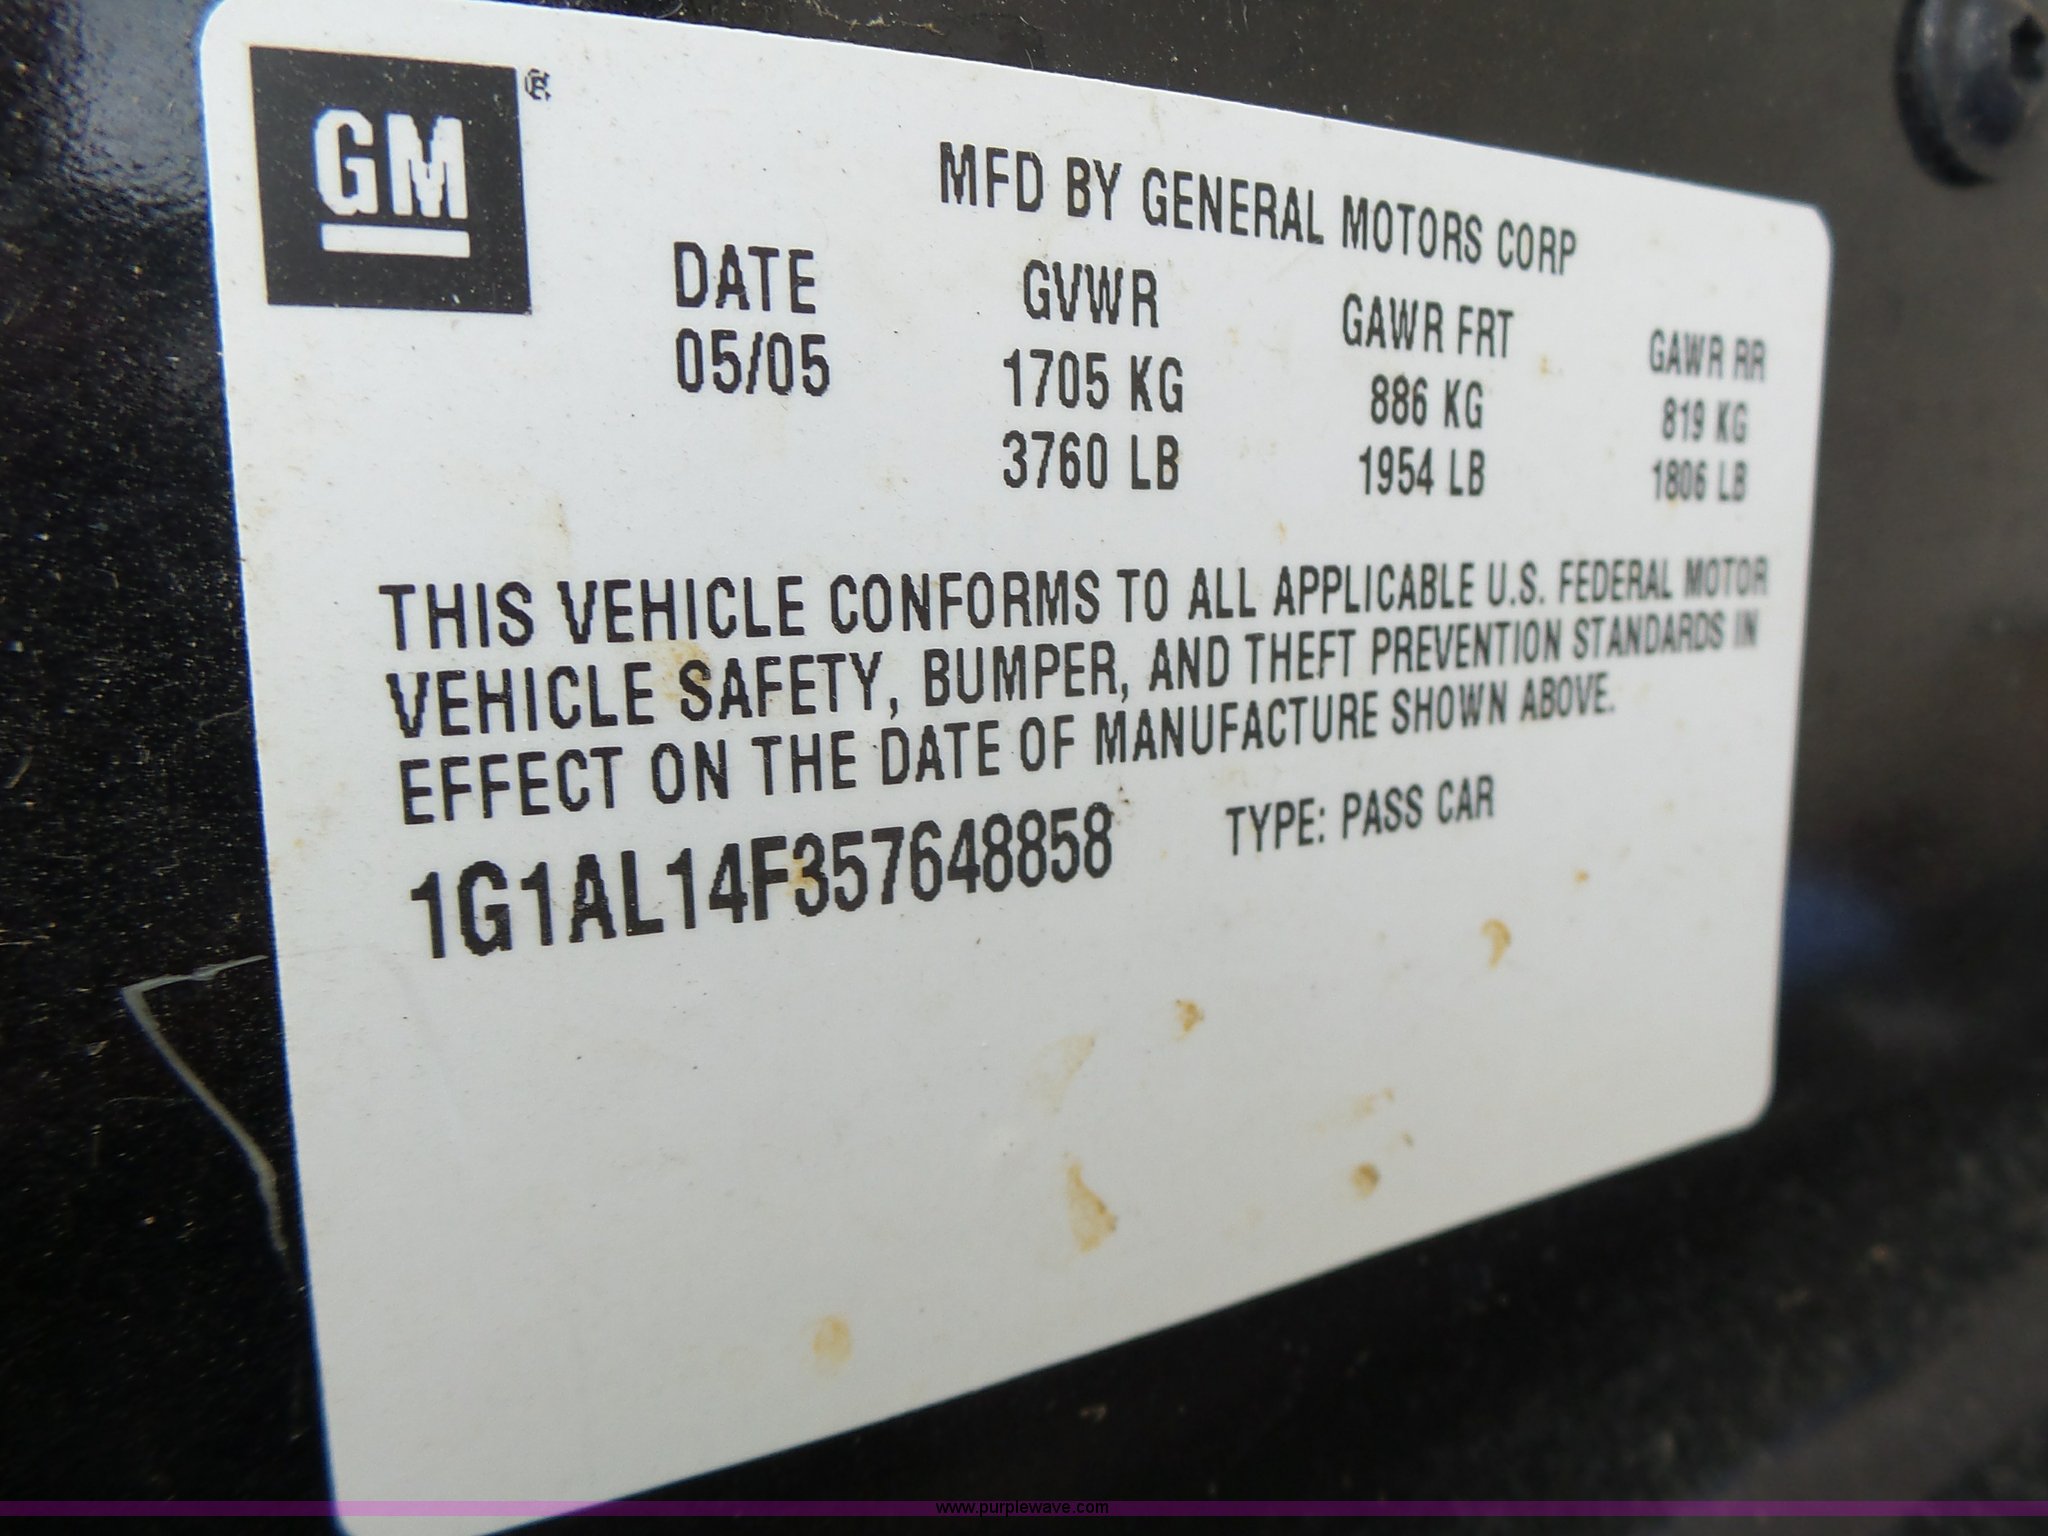 GM ®
MFD BY GENERAL MOTORS CORP
DATE GVWR GAWR FRT GAWR RR
05/05 1705 KG 886 KG 819 KG
3760 LB 1954 LB 1806 LB
THIS VEHICLE CONFORMS TO ALL APPLICABLE U.S. FEDERAL MOTOR
VEHICLE SAFETY, BUMPER, AND THEFT PREVENTION STANDARDS IN
EFFECT ON THE DATE OF MANUFACTURE SHOWN ABOVE.
1G1AL14F357648858 TYPE: PASS CAR
www.purplewave.com